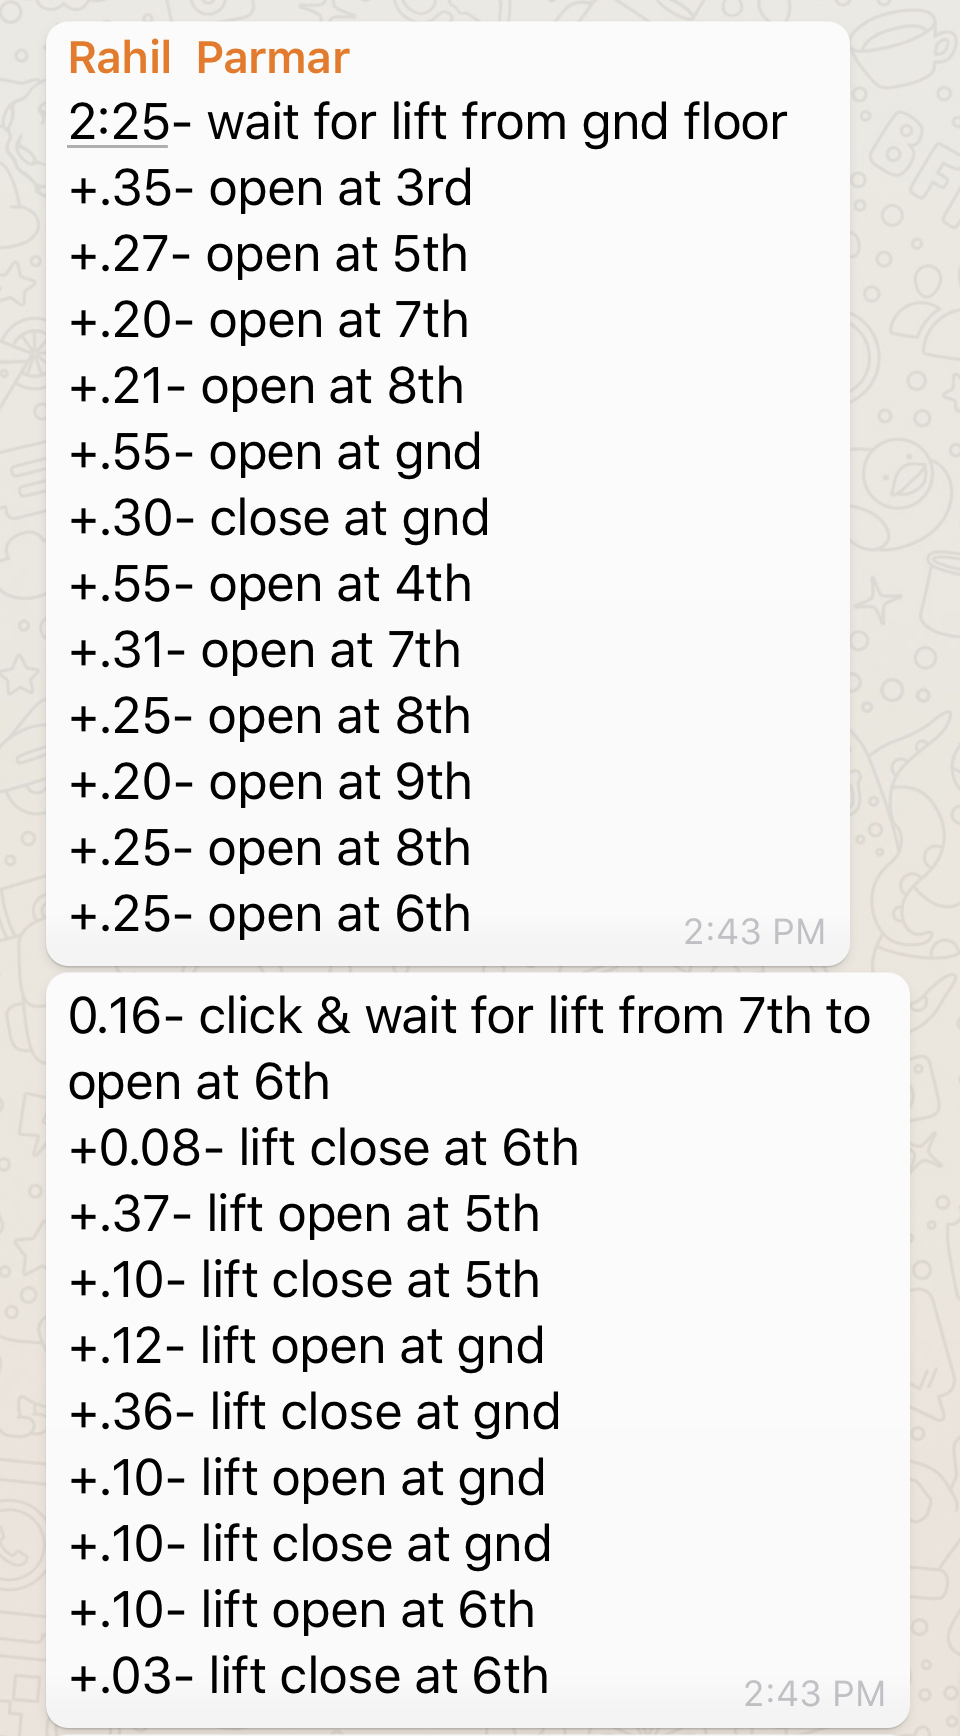 Rahil Parmar
2:25- wait for lift from gnd floor
+.35- open at 3rd
+.27- open at 5th
+.20- open at 7th
+.21- open at 8th
+.55- open at gnd
+.30- close at gnd
+.55- open at 4th
+.31- open at 7th
+.25- open at 8th
+.20- open at 9th
+.25- open at 8th
+.25- open at 6th
2:43 PM
0.16- click & wait for lift from 7th to
open at 6th
+0.08- lift close at 6th
+.37- lift open at 5th
+.10- lift close at 5th
+.12- lift open at gnd
+.36- lift close at gnd
+.10- lift open at gnd
+.10- lift close at gnd
+.10- lift open at 6th
+.03- lift close at 6th
2:43 PM